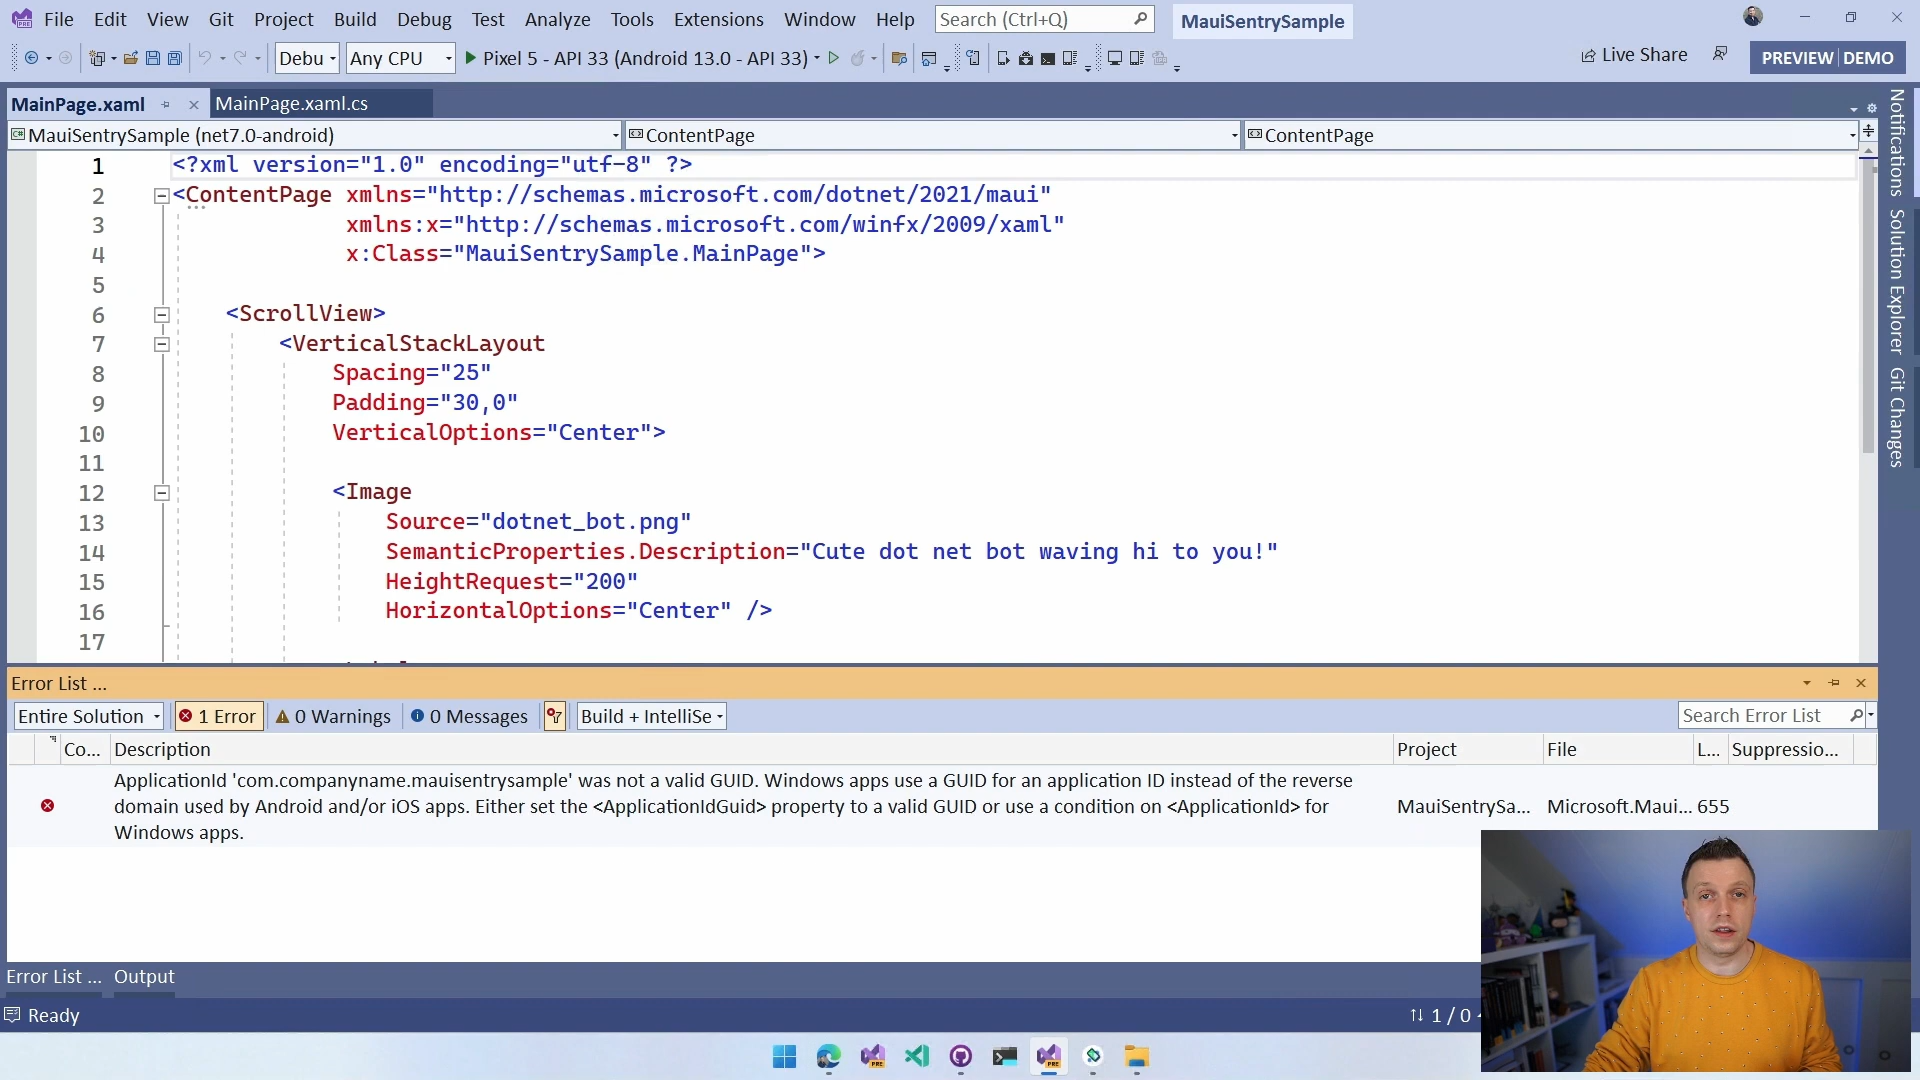 File Edit View Git Project Build Debug Test Analyze Tools Extensions Window Help Search (Ctrl+Q) MauiSentrySample
Debu Any CPU Pixel 5 - API 33 (Android 13.0 - API 33) Live Share PREVIEW DEMO
MainPage.xaml MainPage.xaml.cs
MauiSentrySample (net7.0-android) ContentPage ContentPage
1 <?xml version="1.0" encoding="utf-8" ?>
2 <ContentPage xmlns="http://schemas.microsoft.com/dotnet/2021/maui"
3 xmlns:x="http://schemas.microsoft.com/winfx/2009/xaml"
4 x:Class="MauiSentrySample.MainPage">
5
6 <ScrollView>
7 <VerticalStackLayout
8 Spacing="25"
9 Padding="30,0"
10 VerticalOptions="Center">
11
12 <Image
13 Source="dotnet_bot.png"
14 SemanticProperties.Description="Cute dot net bot waving hi to you!"
15 HeightRequest="200"
16 HorizontalOptions="Center" />
17
Notifications
Solution Explorer
Git Changes
Error List ...
Entire Solution 1 Error 0 Warnings 0 Messages Build + IntelliSe Search Error List
Co... Description Project File L... Suppressio...
ApplicationId 'com.companyname.mauisentrysample' was not a valid GUID. Windows apps use a GUID for an application ID instead of the reverse
domain used by Android and/or iOS apps. Either set the <ApplicationIdGuid> property to a valid GUID or use a condition on <ApplicationId> for MauiSentrySa... Microsoft.Maui... 655
Windows apps.
Error List ... Output
Ready 1 / 0